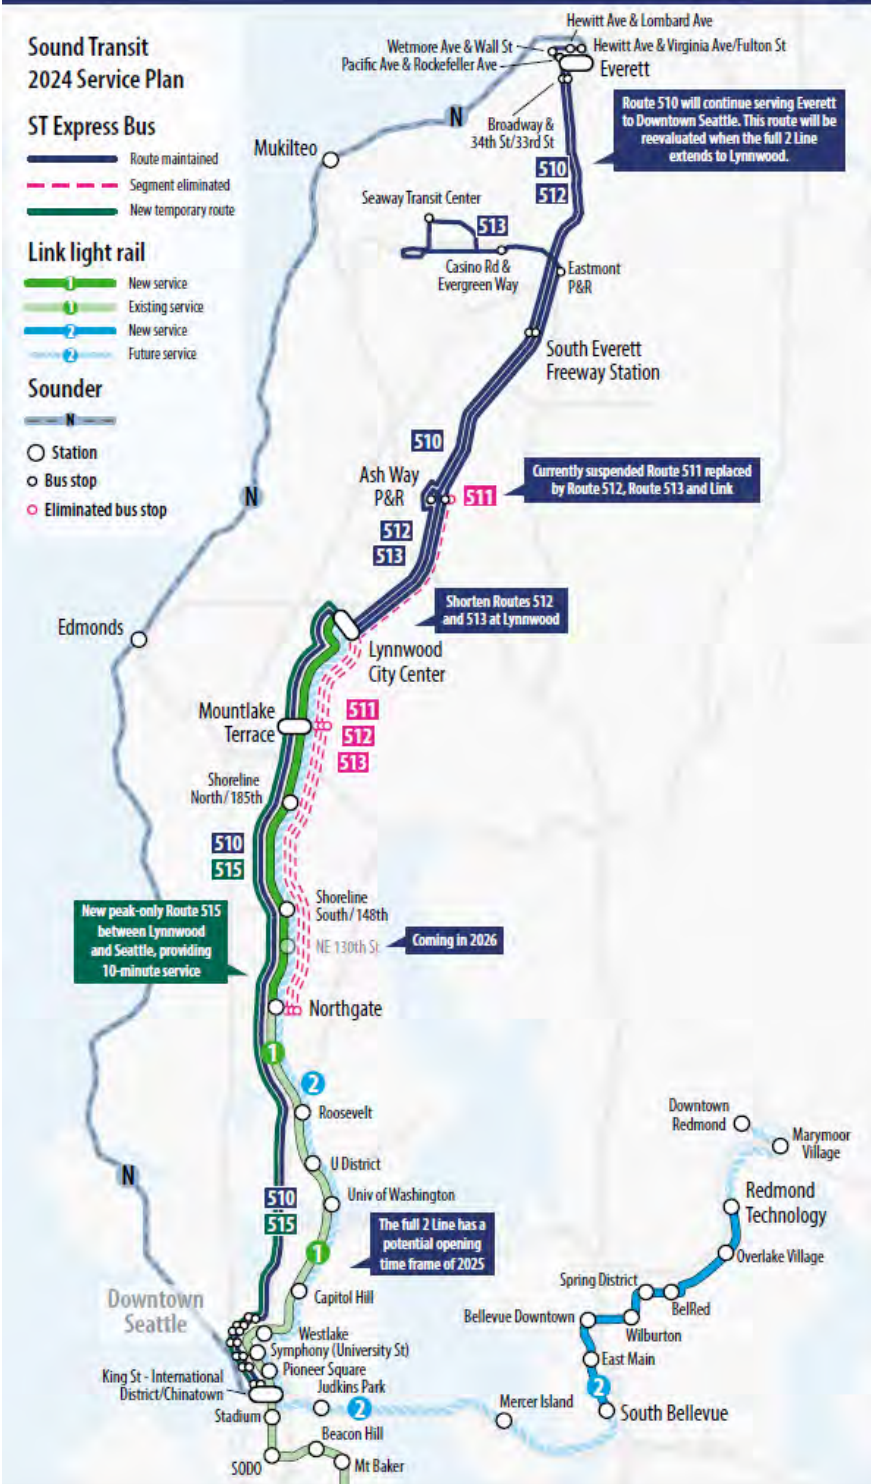 Sound Transit
2024 Service Plan
ST Express Bus
Route maintained
Segment eliminated
New temporary route
Link light rail
1 New service
1 Existing service
2 New service
2 Future service
Sounder
N
Station
Bus stop
Eliminated bus stop
Hewitt Ave & Lombard Ave
Wetmore Ave & Wall St
Hewitt Ave & Virginia Ave/Fulton St
Pacific Ave & Rockefeller Ave
Everett
Route 510 will continue serving Everett
to Downtown Seattle. This route will be
reevaluated when the full 2 Line
extends to Lynnwood.
N
Broadway &
34th St/33rd St
Mukilteo
510
512
Seaway Transit Center
513
Casino Rd &
Evergreen Way
Eastmont
P&R
South Everett
Freeway Station
510
Ash Way
P&R
511
Currently suspended Route 511 replaced
by Route 512, Route 513 and Link
N
512
513
Shorten Routes 512
and 513 at Lynnwood
Edmonds
Lynnwood
City Center
Mountlake
Terrace
511
512
513
Shoreline
North/185th
510
515
New peak-only Route 515
between Lynnwood
and Seattle, providing
10-minute service
Shoreline
South/148th
NE 130th St
Coming in 2026
Northgate
1
2
Roosevelt
U District
N
510
515
Univ of Washington
1
The full 2 Line has a
potential opening
time frame of 2025
Capitol Hill
Downtown
Redmond
Marymoor
Village
Redmond
Technology
Overlake Village
Spring District
BelRed
Bellevue Downtown
Wilburton
East Main
2
South Bellevue
Mercer Island
Downtown
Seattle
Westlake
Symphony (University St)
Pioneer Square
King St - International
District/Chinatown
Judkins Park
2
Stadium
Beacon Hill
SODO
Mt Baker